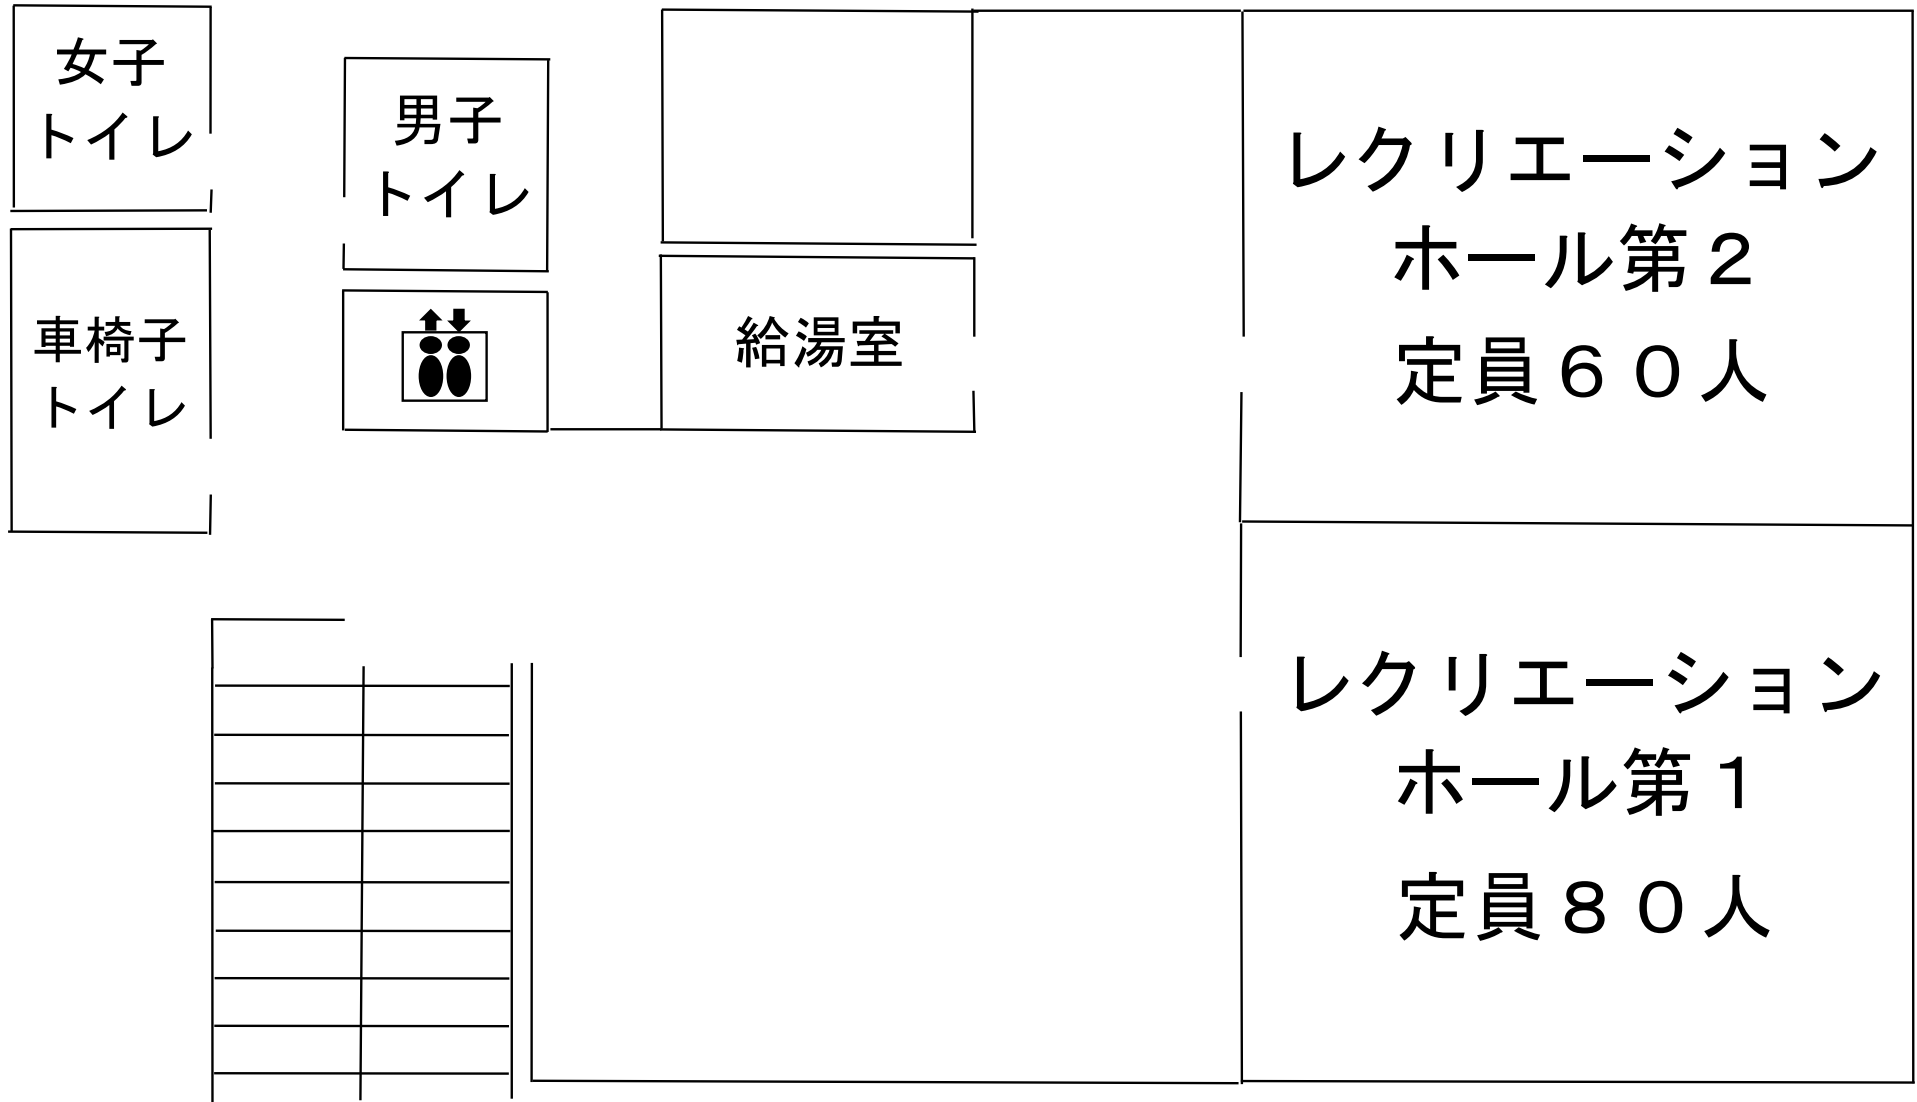 女子
トイレ
男子
トイレ
車椅子
トイレ
給湯室
レクリエーション
ホール第２
定員６０人
レクリエーション
ホール第１
定員８０人